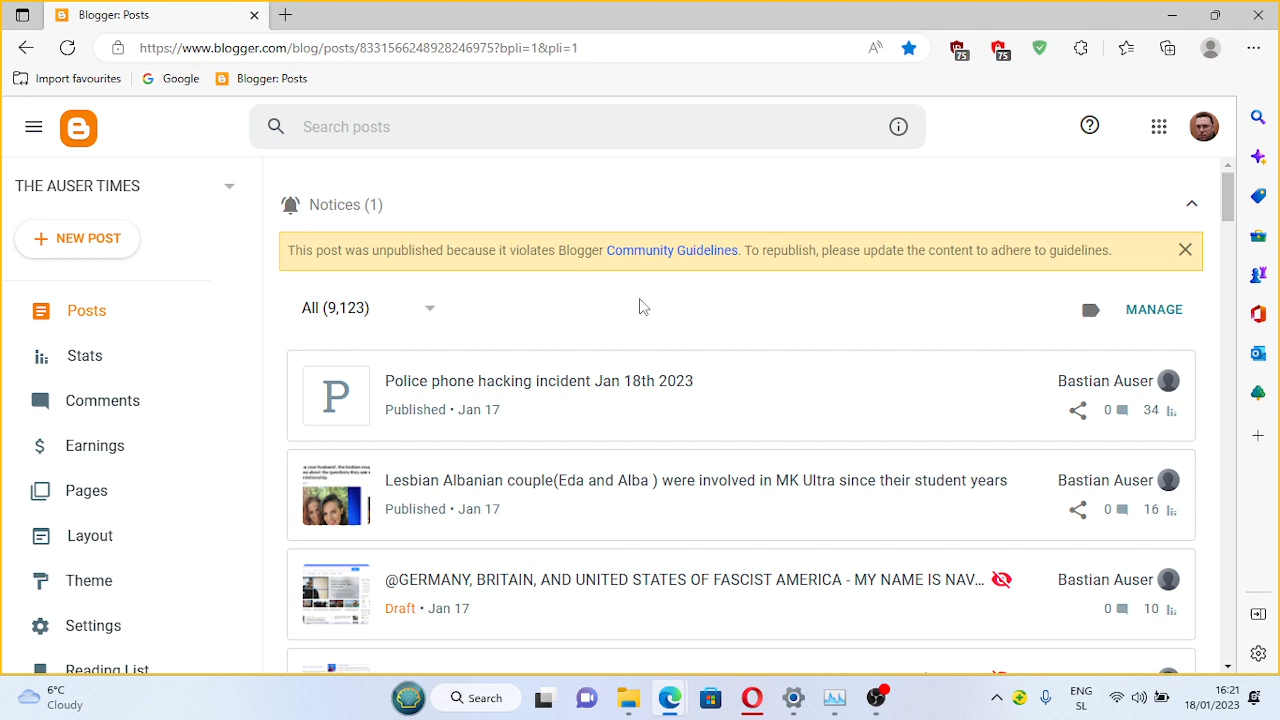 Blogger: Posts
https://www.blogger.com/blog/posts/8331566248928246975?bpli=1&pli=1
75
75
Import favourites
Google
Blogger: Posts
Search posts
THE AUSER TIMES
NEW POST
Posts
Stats
Comments
Earnings
Pages
Layout
Theme
Settings
Reading List
Notices (1)
This post was unpublished because it violates Blogger Community Guidelines. To republish, please update the content to adhere to guidelines.
All (9,123)
MANAGE
P
Police phone hacking incident Jan 18th 2023
Bastian Auser
Published • Jan 17
0
34
Lesbian Albanian couple(Eda and Alba ) were involved in MK Ultra since their student years
Bastian Auser
Published • Jan 17
0
16
@GERMANY, BRITAIN, AND UNITED STATES OF FASCIST AMERICA - MY NAME IS NAV...
Bastian Auser
Draft • Jan 17
0
10
6°C
Cloudy
Search
ENG
SL
16:21
18/01/2023